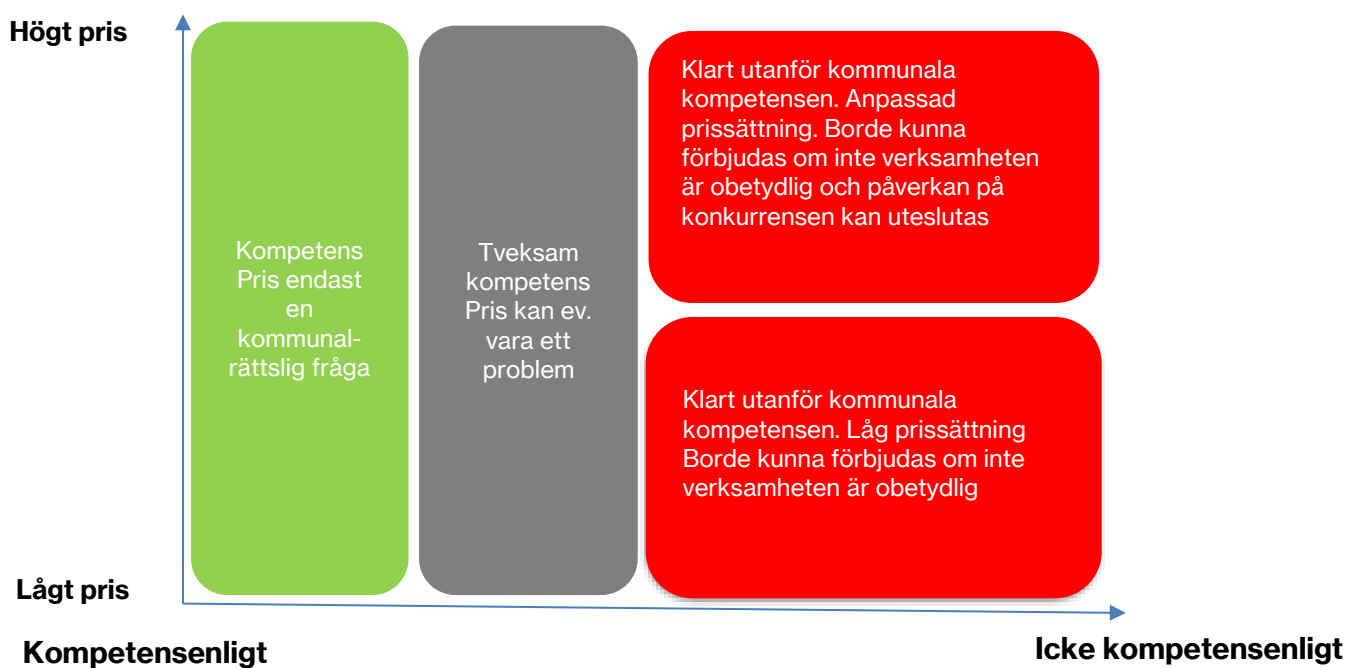 Högt pris
Kompetens
Pris endast
en
kommunal-
rättslig fråga
Tveksam
kompetens
Pris kan ev.
vara ett
problem
Klart utanför kommunala
kompetensen. Anpassad
prissättning. Borde kunna
förbjudas om inte verksamheten
är obetydlig och påverkan på
konkurrensen kan uteslutas
Klart utanför kommunala
kompetensen. Låg prissättning
Borde kunna förbjudas om inte
verksamheten är obetydlig
Lågt pris
Kompetensenligt
Icke kompetensenligt